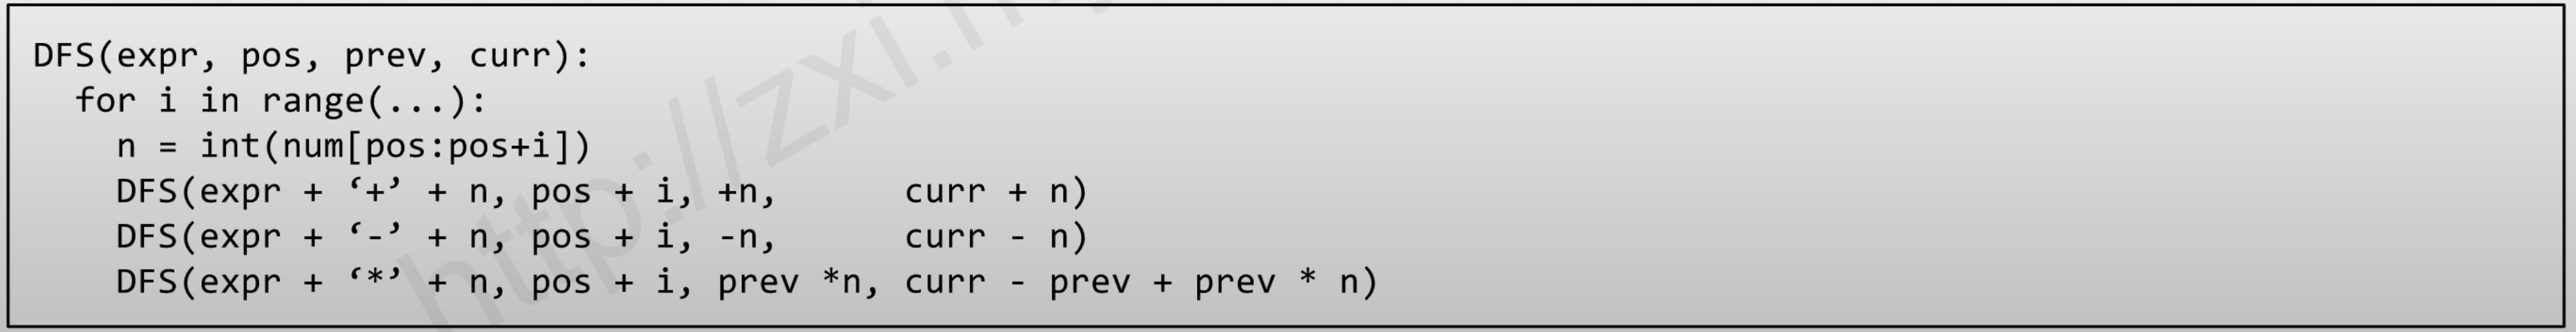 DFS(expr, pos, prev, curr):
  for i in range(...):
    n = int(num[pos:pos+i])
    DFS(expr + ‘+’ + n, pos + i, +n,      curr + n)
    DFS(expr + ‘-’ + n, pos + i, -n,      curr - n)
    DFS(expr + ‘*’ + n, pos + i, prev *n, curr - prev + prev * n)
http://zxi.